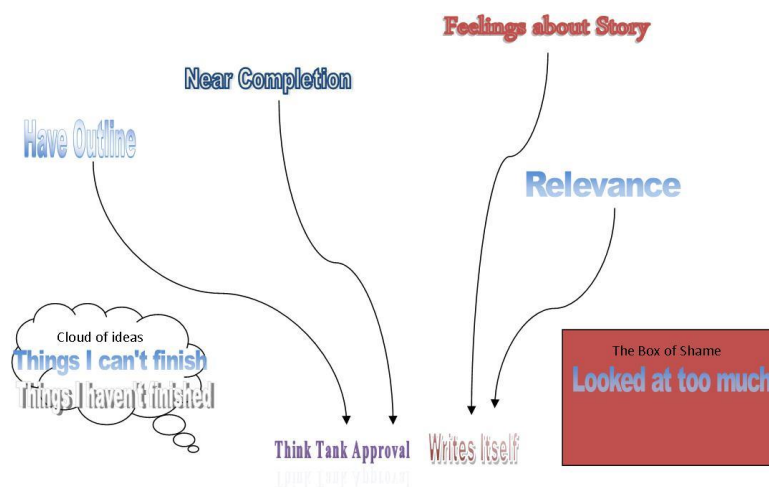 Feelings about Story
Near Completion
Have Outline
Relevance
Cloud of ideas
Things I can't finish
Things I haven't finished
The Box of Shame
Looked at too much
Think Tank Approval
Writes Itself